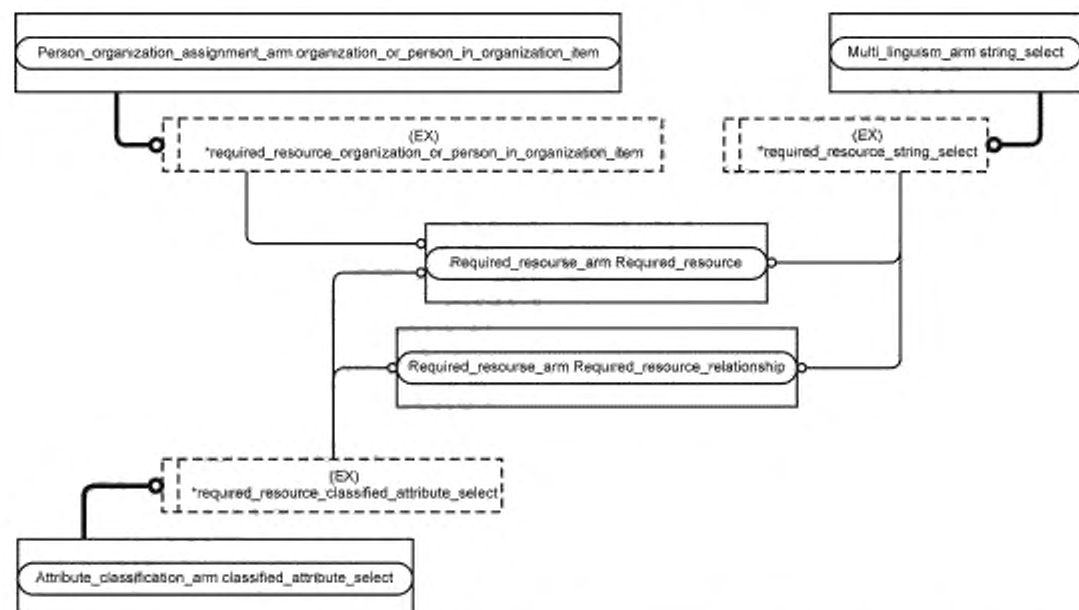 Person_organization_assignment_arm organization_or_person_in_organization_item
Multi_linguism_arm string_select
(EX)
*required_resource_organization_or_person_in_organization_item
(EX)
*required_resource_string_select
Required_resourse_arm Required_resource
Required_resourse_arm Required_resource_relationship
(EX)
*required_resource_classified_attribute_select
Attribute_classification_arm classified_attribute_select